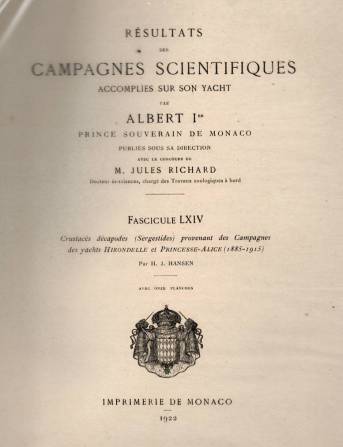 RÉSULTATS
DES
CAMPAGNES SCIENTIFIQUES
ACCOMPLIES SUR SON YACHT
PAR
ALBERT Iᵉʳ
PRINCE SOUVERAIN DE MONACO
PUBLIÉS SOUS SA DIRECTION
AVEC LE CONCOURS DE
M. JULES RICHARD
Docteur ès-sciences, chargé des Travaux zoologiques à bord
FASCICULE LXIV
Crustacés décapodes (Sergestides) provenant des Campagnes
des yachts HIRONDELLE et PRINCESSE-ALICE (1885-1915)
Par H. J. HANSEN
AVEC ONZE PLANCHES
IMPRIMERIE DE MONACO
1922